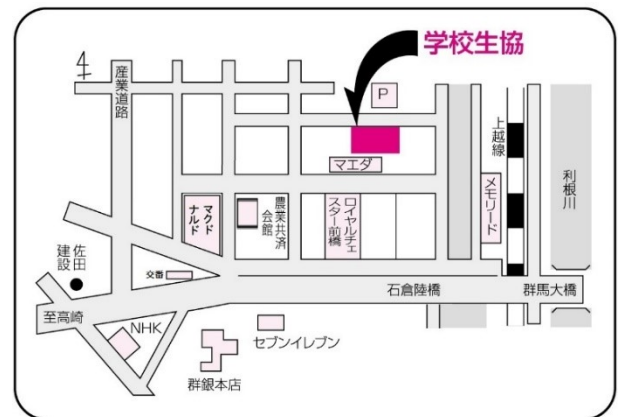 学校生協
P
産業道路
上越線
利根川
マエダ
メモリード
マクドナルド
農業共済会館
ロイヤルチェスター前橋
佐田建設
交番
石倉陸橋
群馬大橋
至高崎
NHK
セブンイレブン
群銀本店